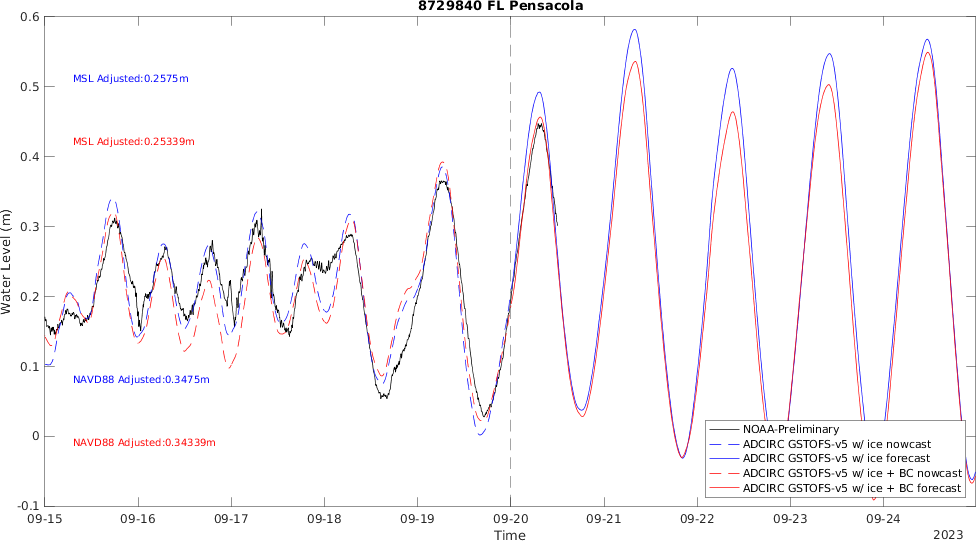 8729840 FL Pensacola
0.6
0.5
0.4
0.3
0.2
0.1
0
-0.1
Water Level (m)
MSL Adjusted:0.2575m
MSL Adjusted:0.25339m
NAVD88 Adjusted:0.3475m
NAVD88 Adjusted:0.34339m
NOAA-Preliminary
ADCIRC GSTOFS-v5 w/ ice nowcast
ADCIRC GSTOFS-v5 w/ ice forecast
ADCIRC GSTOFS-v5 w/ ice + BC nowcast
ADCIRC GSTOFS-v5 w/ ice + BC forecast
09-15 09-16 09-17 09-18 09-19 09-20 09-21 09-22 09-23 09-24
Time
2023